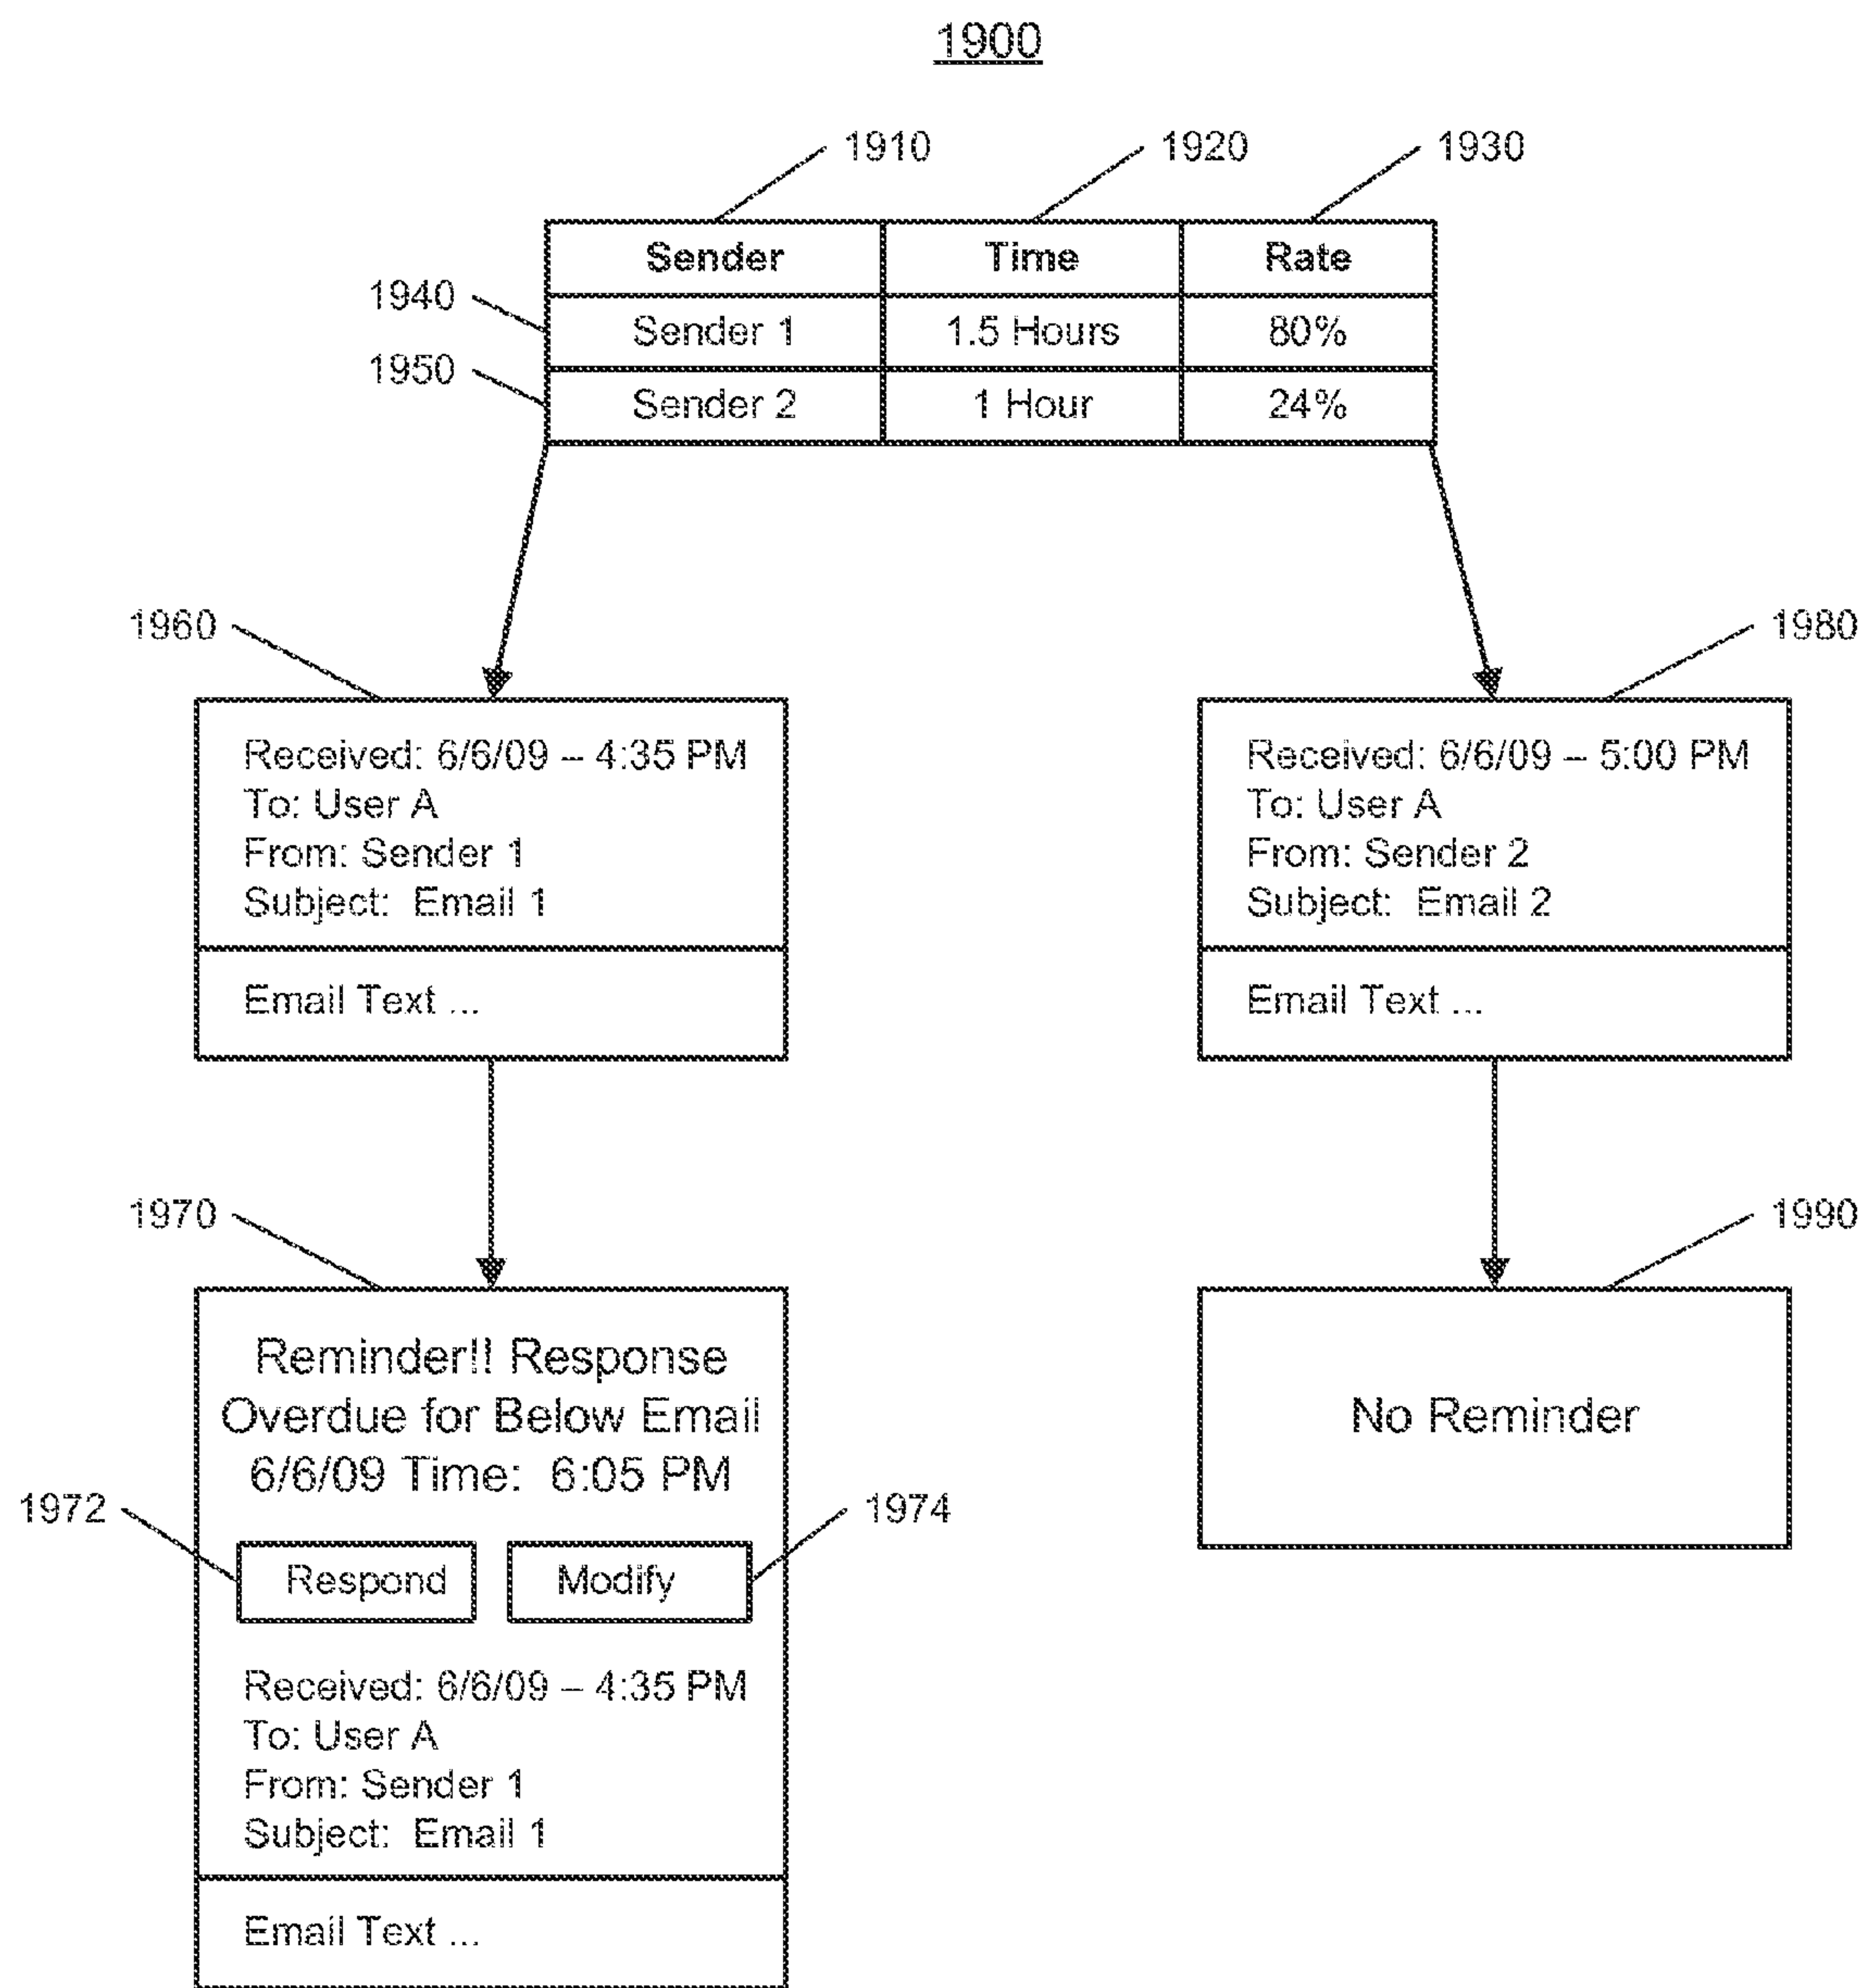 1900
1910 1920 1930
Sender Time Rate
1940
Sender 1 1.5 Hours 80%
1950
Sender 2 1 Hour 24%
1960
Received: 6/6/09 – 4:35 PM
To: User A
From: Sender 1
Subject: Email 1
Email Text ...
1980
Received: 6/6/09 – 5:00 PM
To: User A
From: Sender 2
Subject: Email 2
Email Text ...
1970
Reminder!! Response
Overdue for Below Email
6/6/09 Time: 6:05 PM
1972 1974
Respond Modify
Received: 6/6/09 – 4:35 PM
To: User A
From: Sender 1
Subject: Email 1
Email Text ...
1990
No Reminder